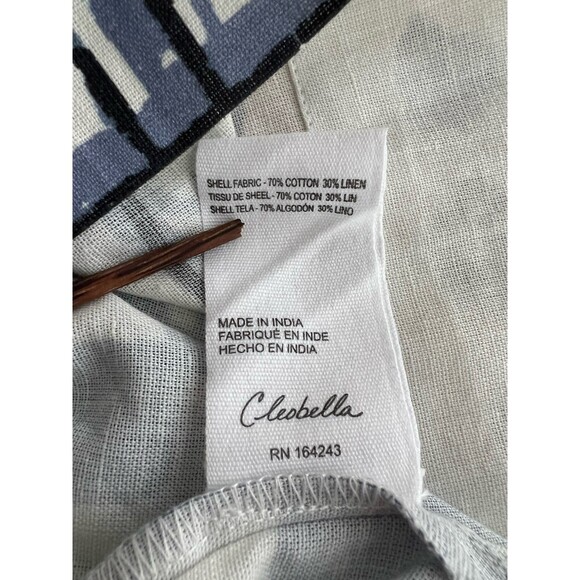 SHELL FABRIC - 70% COTTON 30% LINEN
TISSU DE SHEEL - 70% COTON 30% LIN
SHELL TELA - 70% ALGODÓN 30% LINO
MADE IN INDIA
FABRIQUÉ EN INDE
HECHO EN INDIA
Cleobella
RN 164243